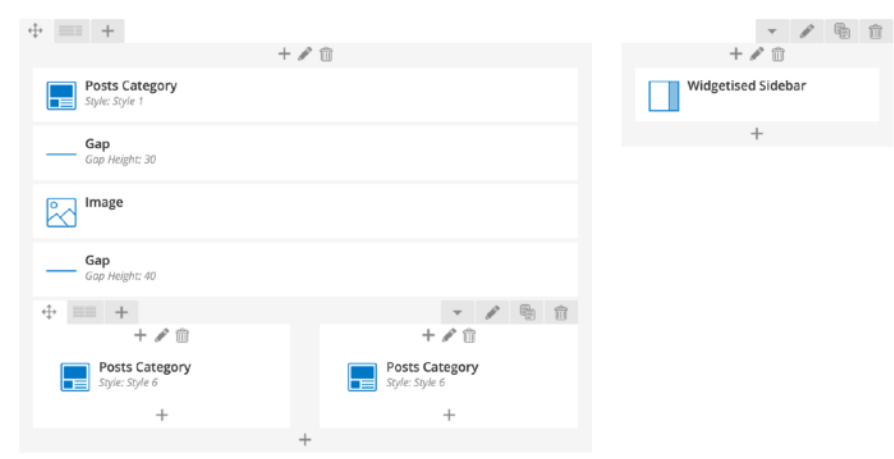 Posts Category
Style: Style 1
Widgetised Sidebar
Gap
Gap Height: 30
Image
Gap
Gap Height: 40
Posts Category
Style: Style 6
Posts Category
Style: Style 6